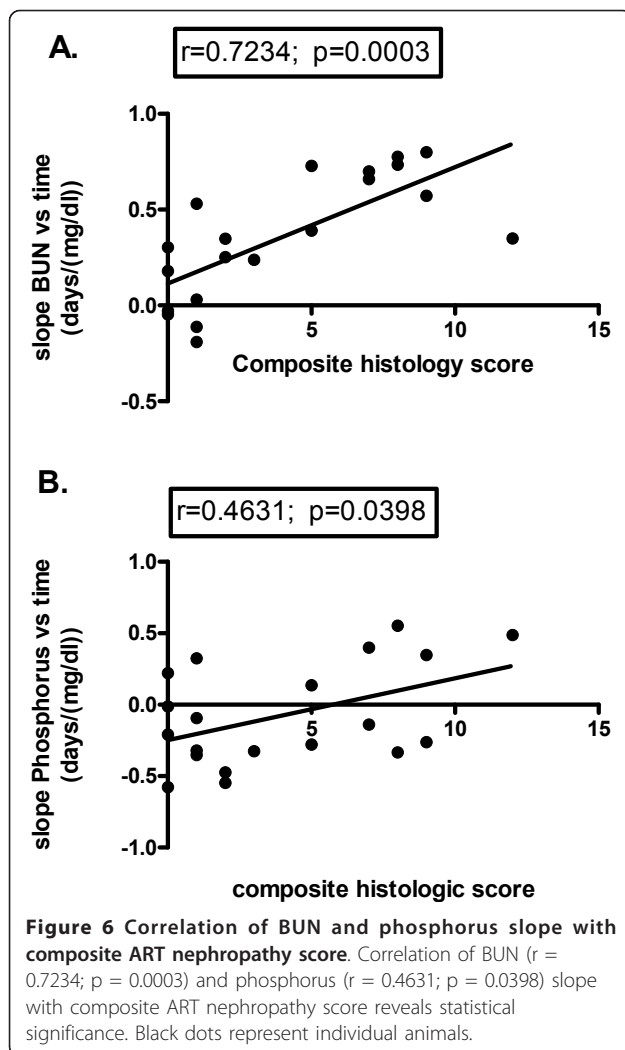 A.
r=0.7234; p=0.0003
slope BUN vs time
(days/(mg/dl))
1.0
0.5
0.0
-0.5
5
10
15
Composite histology score
B.
r=0.4631; p=0.0398
slope Phosphorus vs time
(days/(mg/dl))
1.0
0.5
0.0
-0.5
-1.0
5
10
15
composite histologic score
Figure 6 Correlation of BUN and phosphorus slope with
composite ART nephropathy score. Correlation of BUN (r =
0.7234; p = 0.0003) and phosphorus (r = 0.4631; p = 0.0398) slope
with composite ART nephropathy score reveals statistical
significance. Black dots represent individual animals.